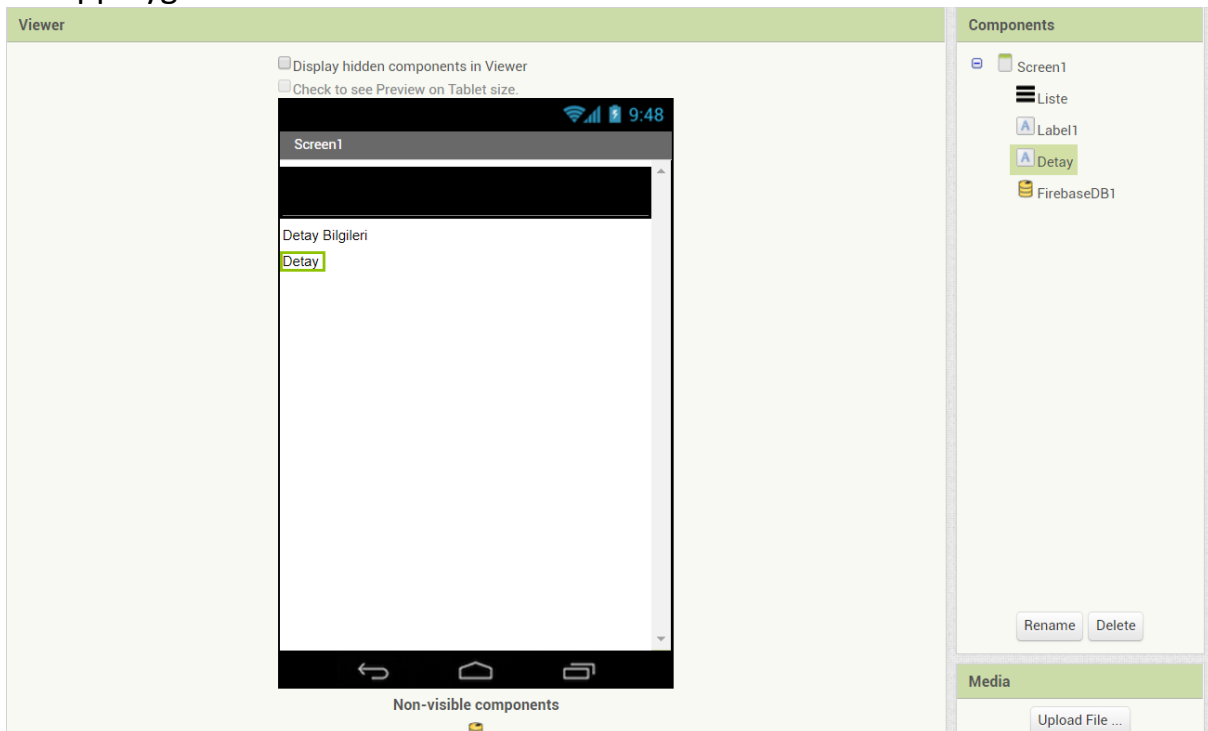 Viewer
Display hidden components in Viewer
Check to see Preview on Tablet size.
9:48
Screen1
Detay Bilgileri
Detay
Non-visible components
Components
Screen1
Liste
Label1
Detay
FirebaseDB1
Rename Delete
Media
Upload File ...